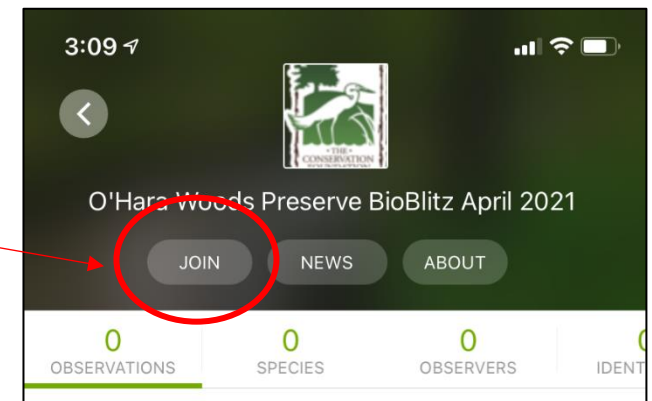 3:09
• THE •
CONSERVATION
FOUNDATION
O'Hara Woods Preserve BioBlitz April 2021
JOIN NEWS ABOUT
0 0 0
OBSERVATIONS SPECIES OBSERVERS IDENT